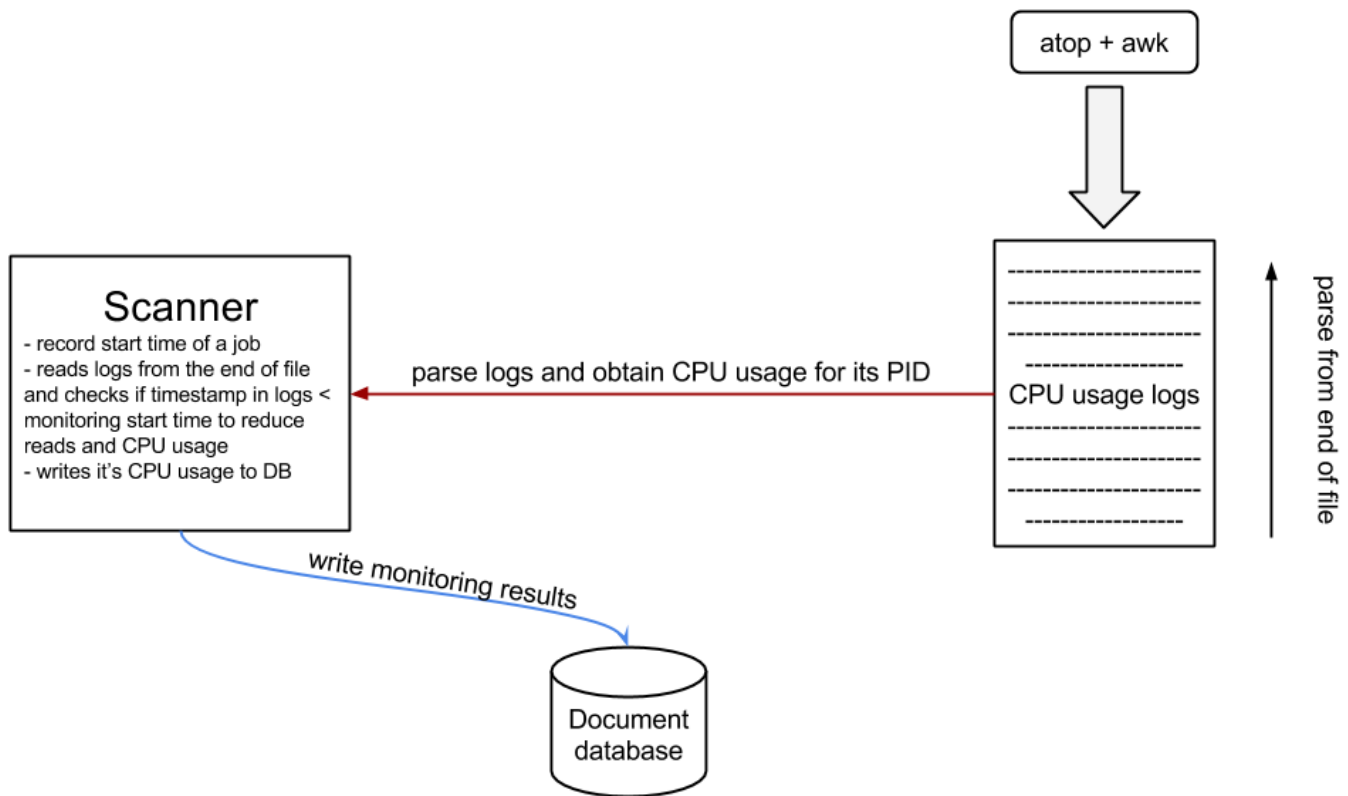 atop + awk
Scanner
- record start time of a job
- reads logs from the end of file
and checks if timestamp in logs <
monitoring start time to reduce
reads and CPU usage
- writes it's CPU usage to DB
parse logs and obtain CPU usage for its PID
CPU usage logs
parse from end of file
write monitoring results
Document
database